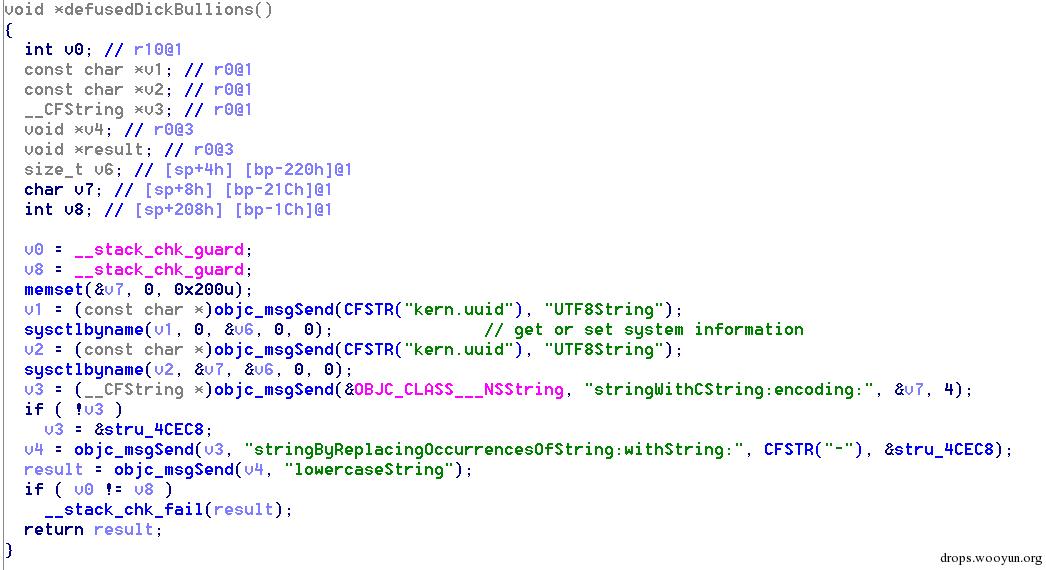 void *defusedDickBullions()
{
  int v0; // r10@1
  const char *v1; // r0@1
  const char *v2; // r0@1
  __CFString *v3; // r0@1
  void *v4; // r0@3
  void *result; // r0@3
  size_t v6; // [sp+4h] [bp-220h]@1
  char v7; // [sp+8h] [bp-21Ch]@1
  int v8; // [sp+208h] [bp-1Ch]@1

  v0 = __stack_chk_guard;
  v8 = __stack_chk_guard;
  memset(&v7, 0, 0x200u);
  v1 = (const char *)objc_msgSend(CFSTR("kern.uuid"), "UTF8String");
  sysctlbyname(v1, 0, &v6, 0, 0);               // get or set system information
  v2 = (const char *)objc_msgSend(CFSTR("kern.uuid"), "UTF8String");
  sysctlbyname(v2, &v7, &v6, 0, 0);
  v3 = (__CFString *)objc_msgSend(&OBJC_CLASS___NSString, "stringWithCString:encoding:", &v7, 4);
  if ( !v3 )
    v3 = &stru_4CEC8;
  v4 = objc_msgSend(v3, "stringByReplacingOccurrencesOfString:withString:", CFSTR("-"), &stru_4CEC8);
  result = objc_msgSend(v4, "lowercaseString");
  if ( v0 != v8 )
    __stack_chk_fail(result);
  return result;
}
drops.wooyun.org